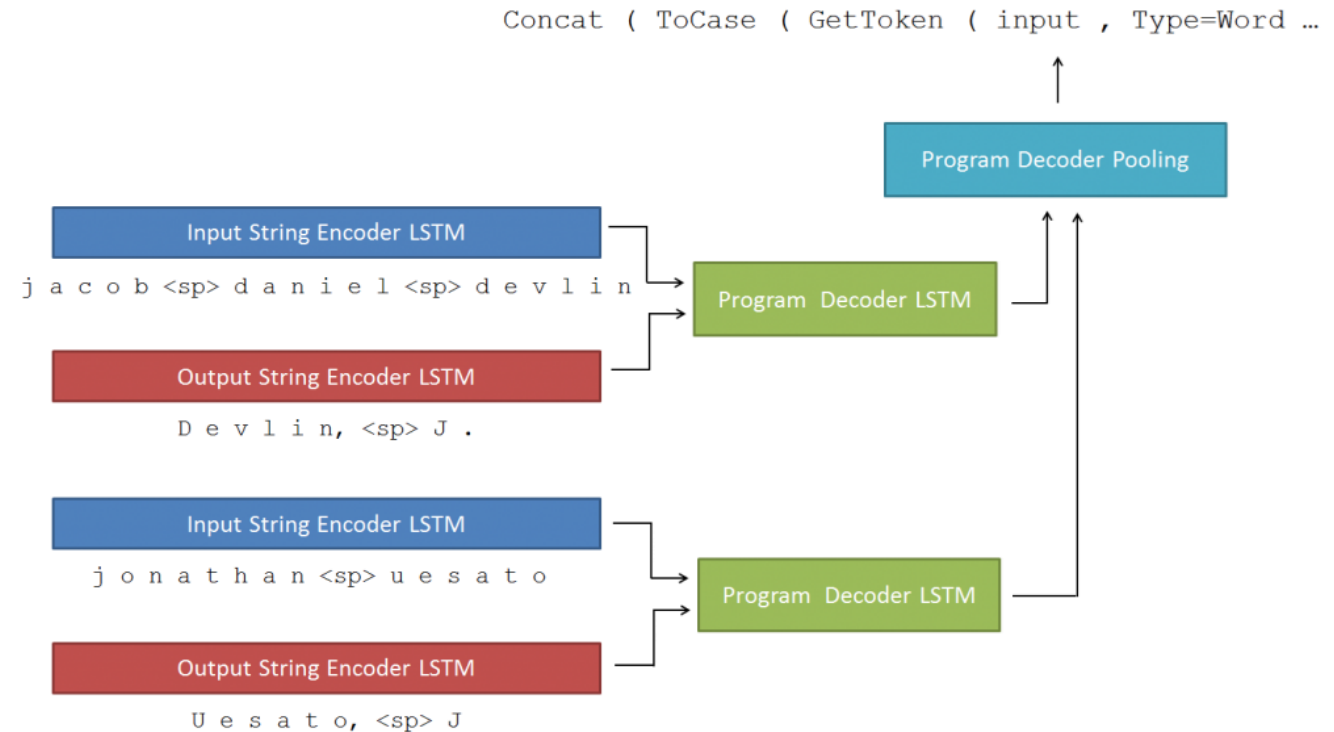 Concat ( ToCase ( GetToken ( input , Type=Word …
Program Decoder Pooling
Input String Encoder LSTM
j a c o b <sp> d a n i e l <sp> d e v l i n
Program Decoder LSTM
Output String Encoder LSTM
D e v l i n, <sp> J .
Input String Encoder LSTM
j o n a t h a n <sp> u e s a t o
Program Decoder LSTM
Output String Encoder LSTM
U e s a t o, <sp> J